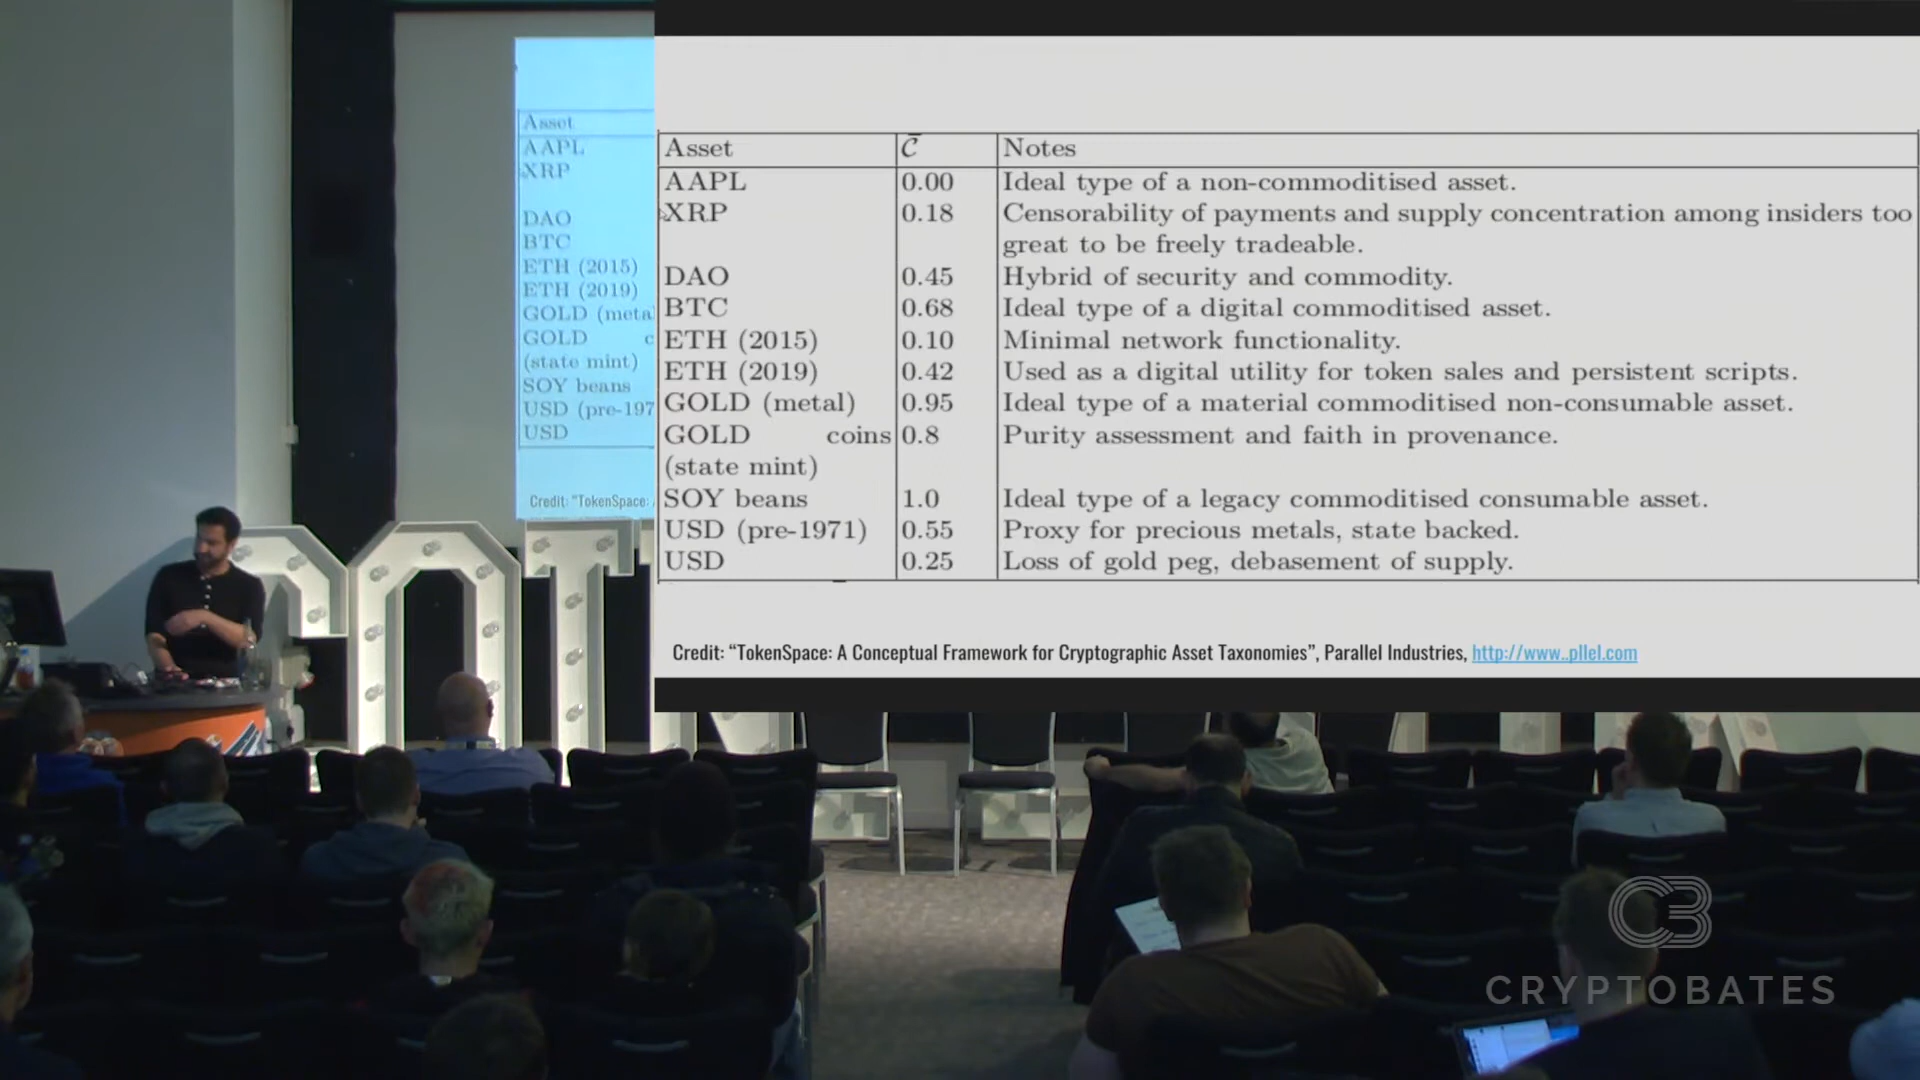 Asset
AAPL
XRP
DAO
BTC
ETH (2015)
ETH (2019)
GOLD (meta
GOLD c
(state mint)
SOY beans
USD (pre-197
USD
Credit: "TokenSpace:
Asset C̄ Notes
AAPL 0.00 Ideal type of a non-commoditised asset.
XRP 0.18 Censorability of payments and supply concentration among insiders too
great to be freely tradeable.
DAO 0.45 Hybrid of security and commodity.
BTC 0.68 Ideal type of a digital commoditised asset.
ETH (2015) 0.10 Minimal network functionality.
ETH (2019) 0.42 Used as a digital utility for token sales and persistent scripts.
GOLD (metal) 0.95 Ideal type of a material commoditised non-consumable asset.
GOLD coins 0.8 Purity assessment and faith in provenance.
(state mint)
SOY beans 1.0 Ideal type of a legacy commoditised consumable asset.
USD (pre-1971) 0.55 Proxy for precious metals, state backed.
USD 0.25 Loss of gold peg, debasement of supply.
Credit: “TokenSpace: A Conceptual Framework for Cryptographic Asset Taxonomies”, Parallel Industries, http://www..pllel.com
CB
CRYPTOBATES